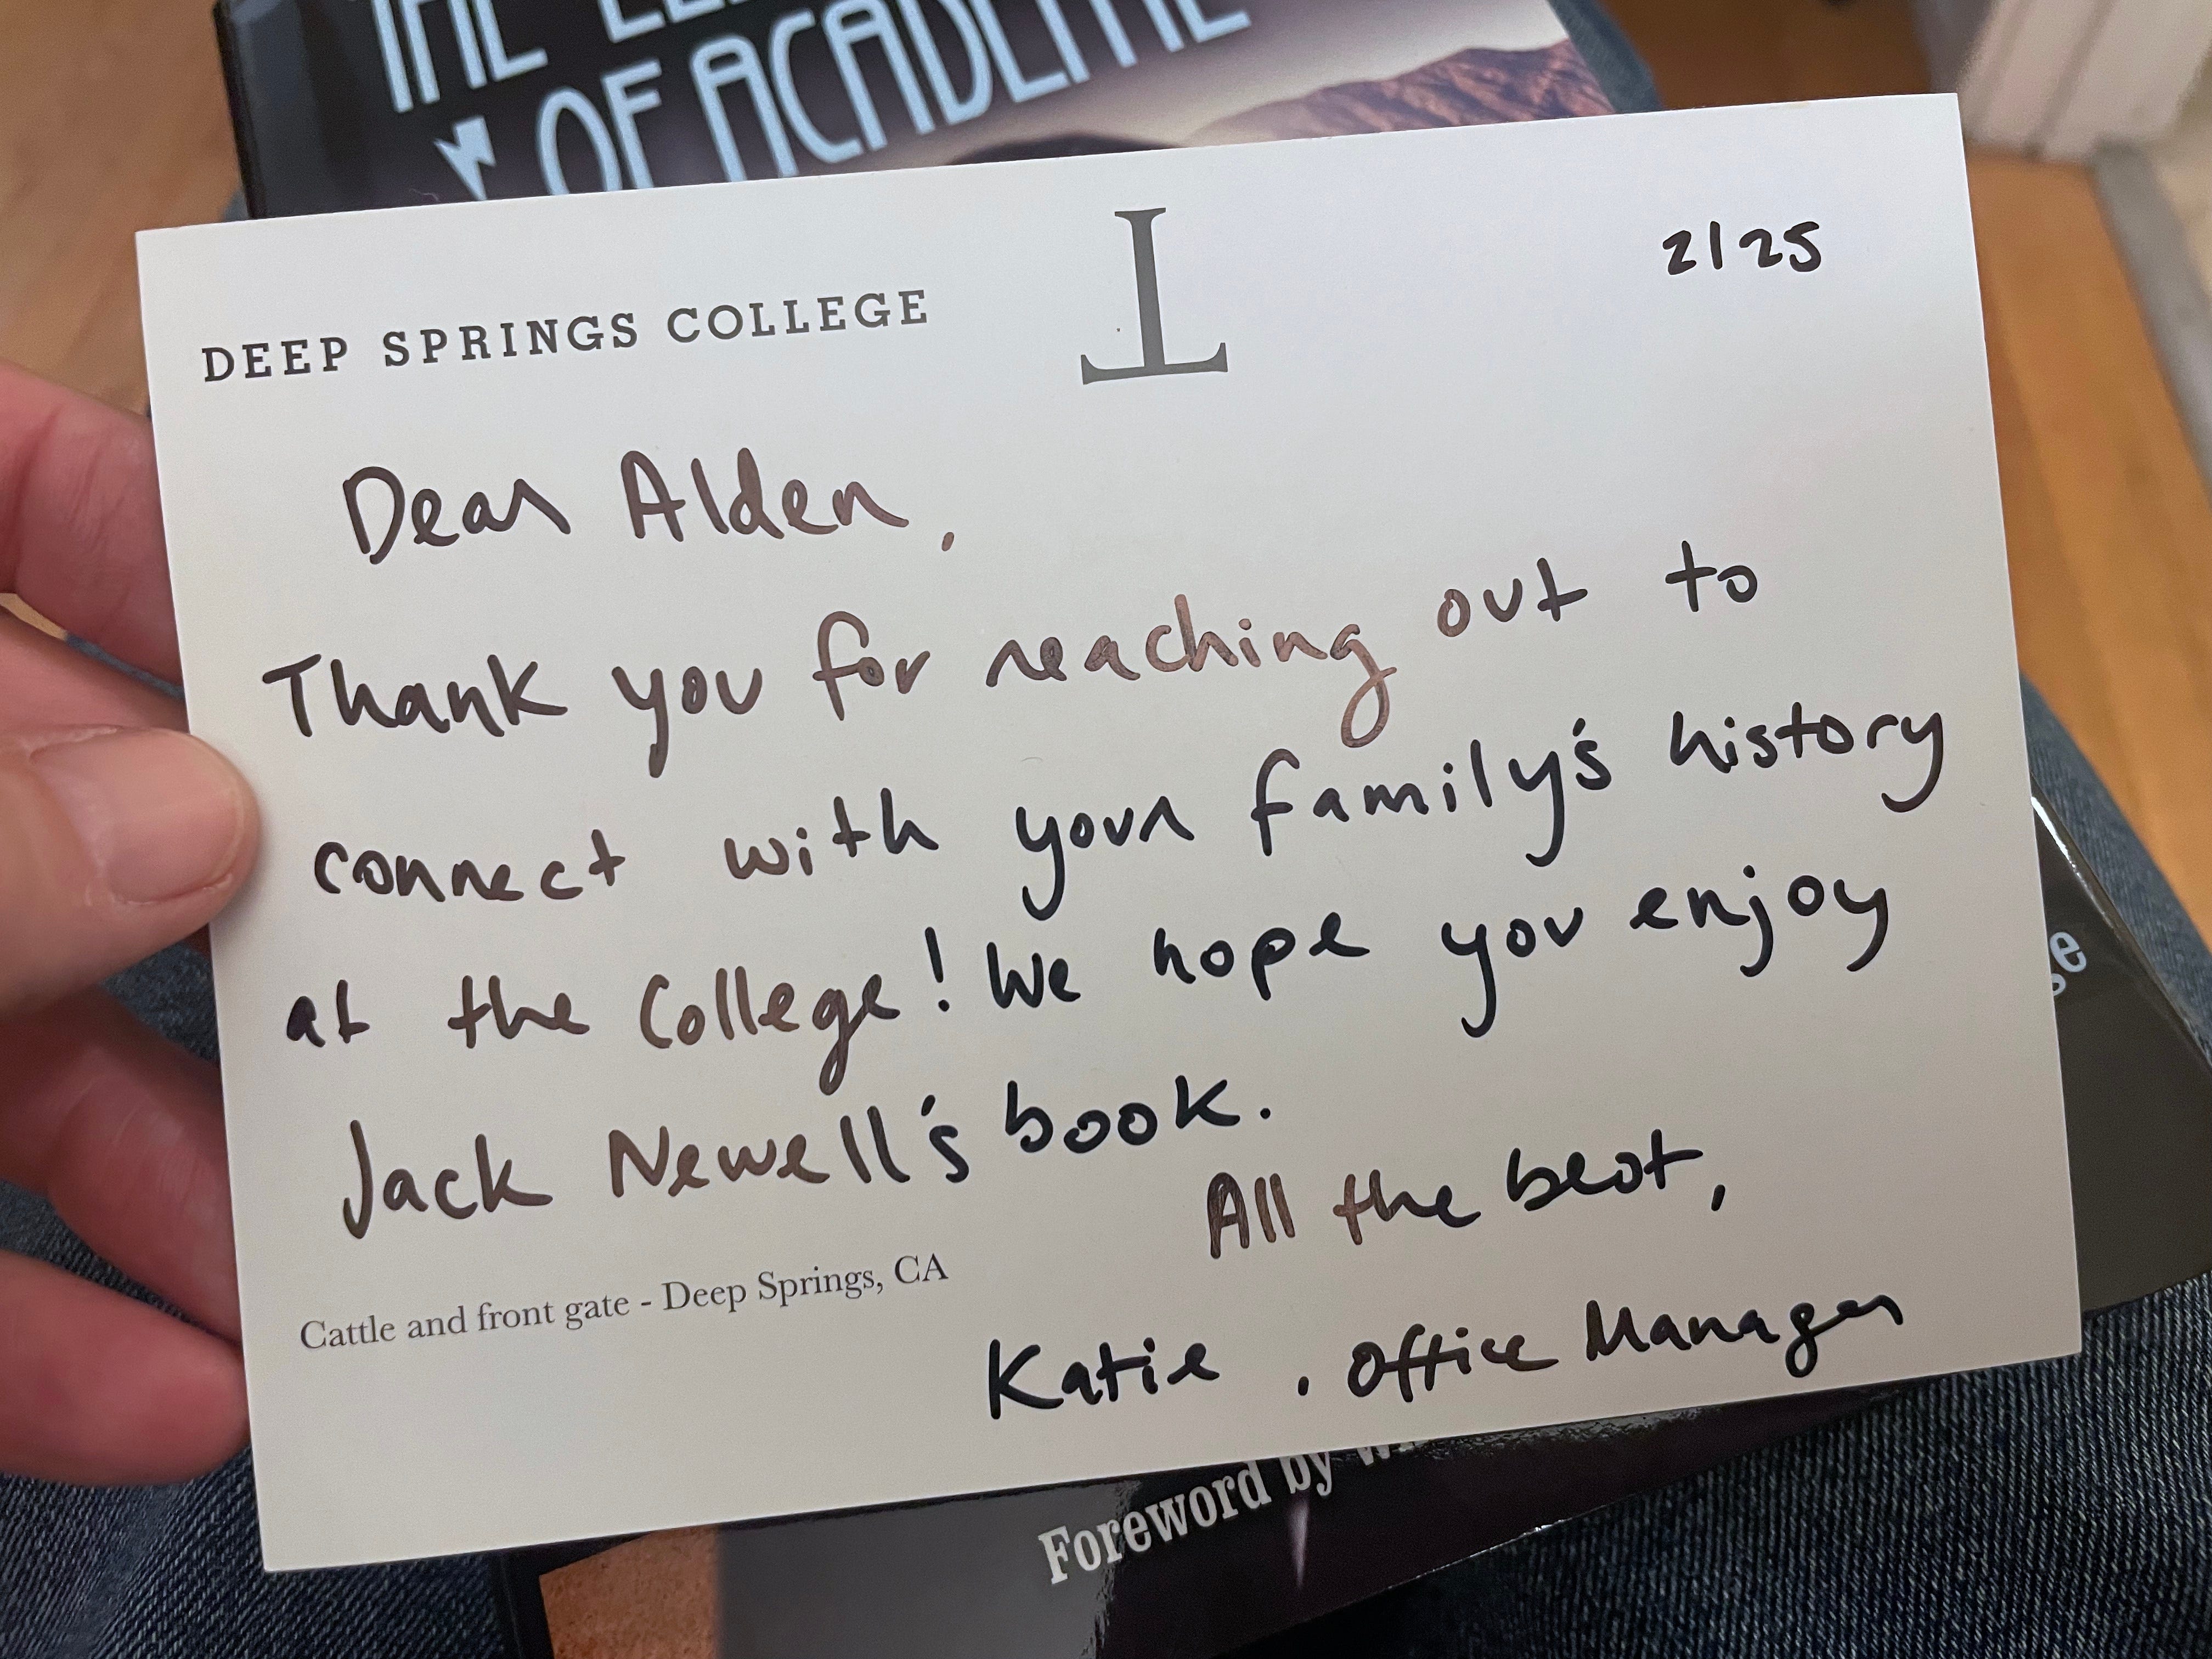 THE
OF ACADEME
DEEP SPRINGS COLLEGE
2/25
Dear Alden,
Thank you for reaching out to
connect with your family's history
at the College! We hope you enjoy
Jack Newell's book.
All the best,
Cattle and front gate - Deep Springs, CA
Katie, Office Manager
Foreword by